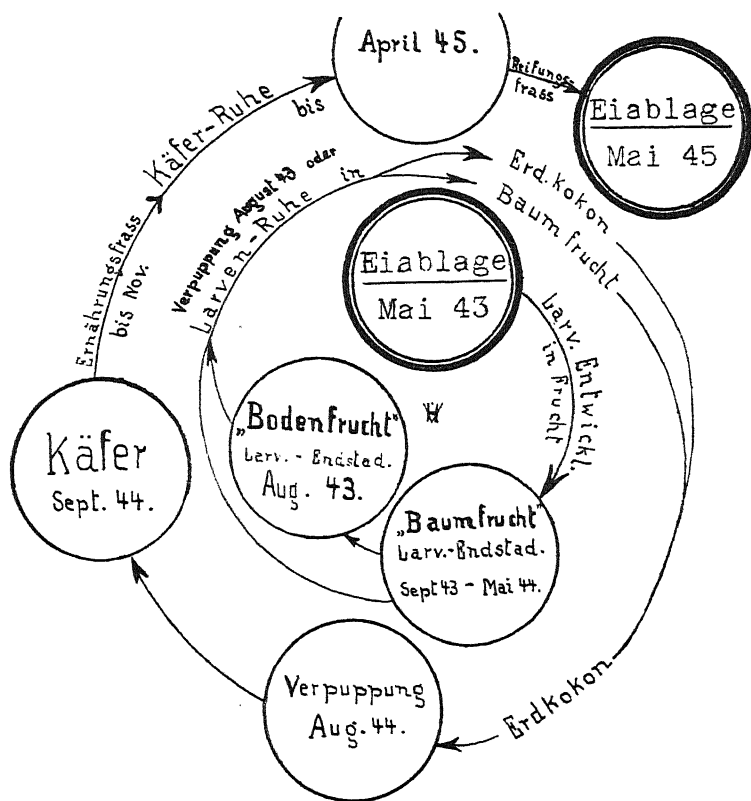 April 45.
Reifungs-
frass
Eiablage
Mai 45
Käfer-Ruhe bis
Ernährungsfrass
bis Nov.
Verpuppung August 43 oder
Larven-Ruhe in
Erd.kokon
Baumfrucht
Eiablage
Mai 43
Larv. Entwickl.
in Frucht
„Bodenfrucht"
Larv.-Endstad.
Aug. 43.
„Baumfrucht"
Larv.-Endstad.
Sept 43 - Mai 44.
Käfer
Sept. 44.
Verpuppung
Aug. 44.
Erdkokon